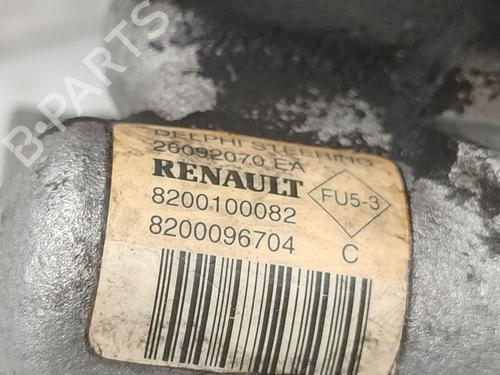 B-PARTS
DELPHI STEERING
26092070 EA
RENAULT
8200100082
8200096704
FU5-3
C